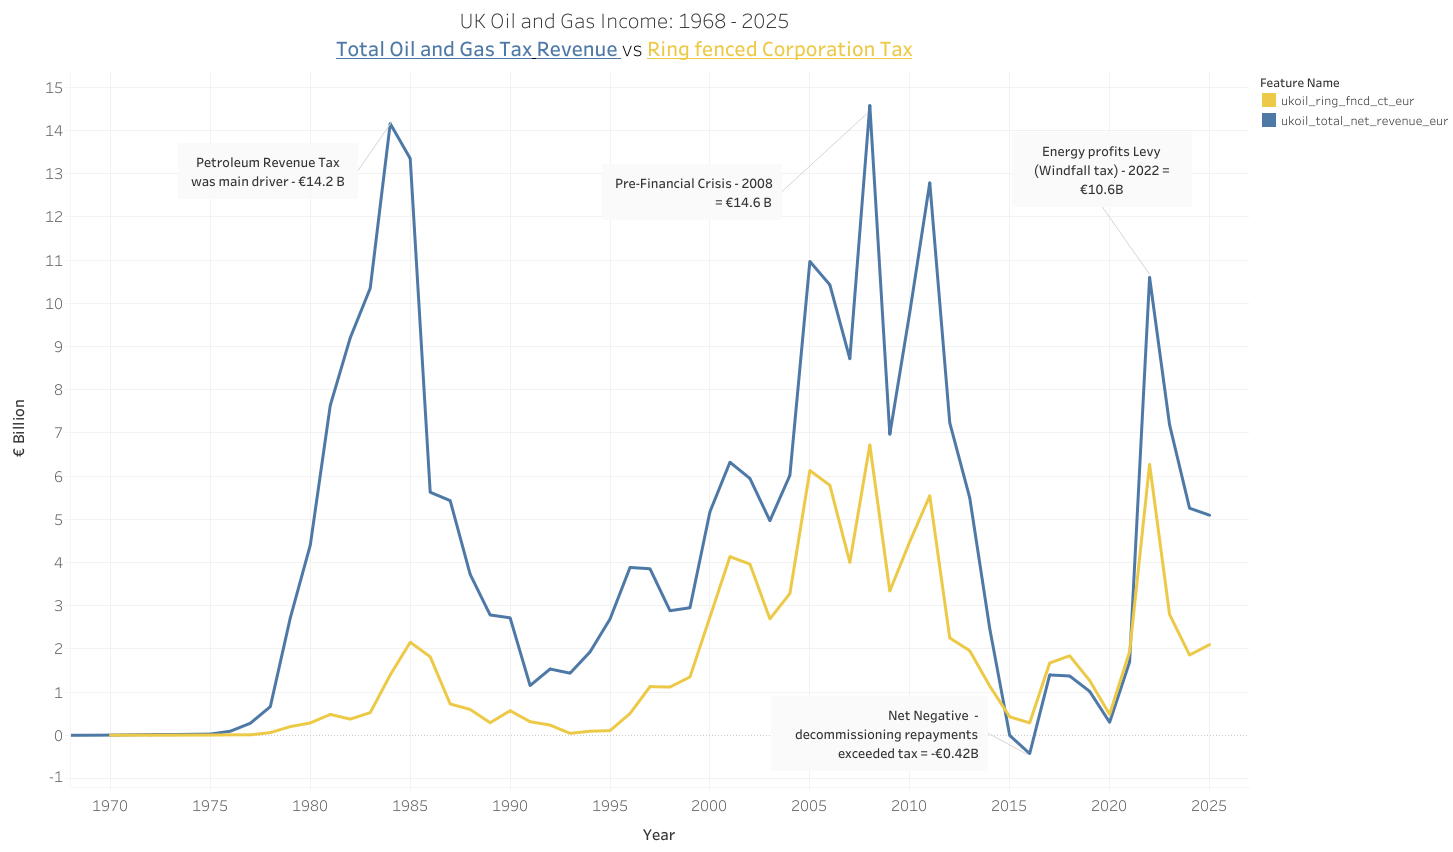 UK Oil and Gas Income: 1968 - 2025
Total Oil and Gas Tax Revenue vs Ring fenced Corporation Tax
Feature Name
ukoil_ring_fncd_ct_eur
ukoil_total_net_revenue_eur
15
14
13
12
11
10
9
8
7
6
5
4
3
2
1
0
-1
€ Billion
Petroleum Revenue Tax
was main driver - €14.2 B
Pre-Financial Crisis - 2008
= €14.6 B
Energy profits Levy
(Windfall tax) - 2022 =
€10.6B
Net Negative -
decommissioning repayments
exceeded tax = -€0.42B
1970 1975 1980 1985 1990 1995 2000 2005 2010 2015 2020 2025
Year